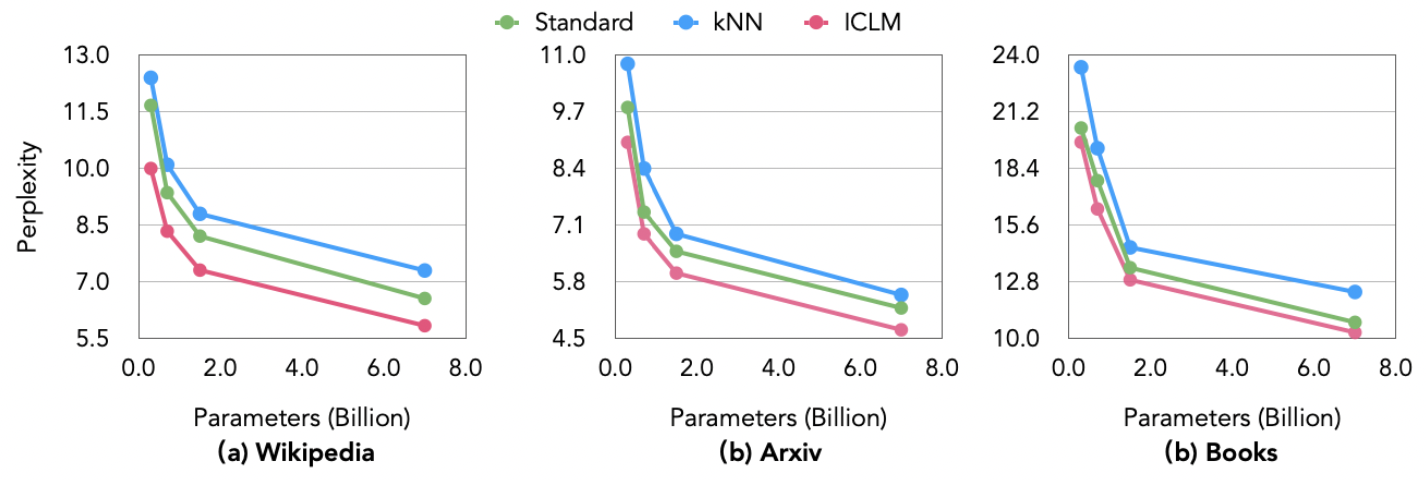 Standard kNN ICLM
Perplexity
13.0
11.5
10.0
8.5
7.0
5.5
0.0 2.0 4.0 6.0 8.0
Parameters (Billion)
(a) Wikipedia
11.0
9.7
8.4
7.1
5.8
4.5
0.0 2.0 4.0 6.0 8.0
Parameters (Billion)
(b) Arxiv
24.0
21.2
18.4
15.6
12.8
10.0
0.0 2.0 4.0 6.0 8.0
Parameters (Billion)
(b) Books